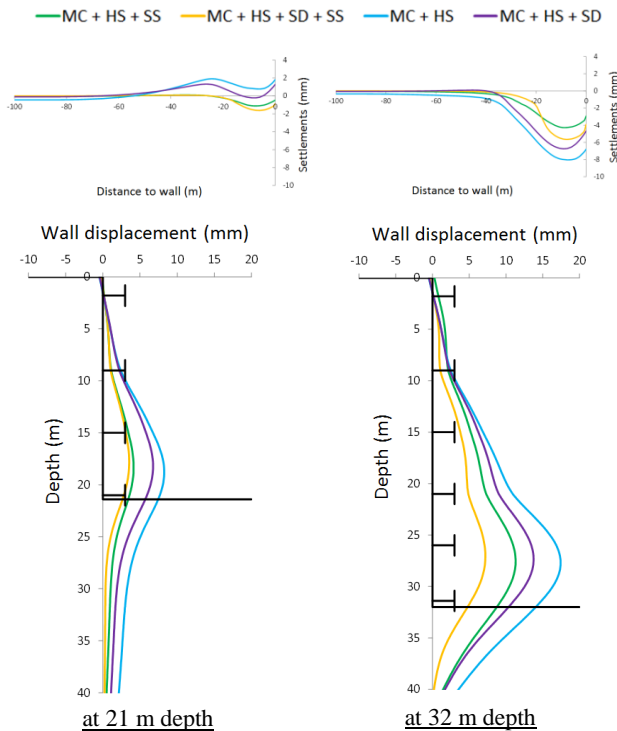 MC + HS + SS MC + HS + SD + SS MC + HS MC + HS + SD
4
2
0
-2
-4
-6
-8
-10
Settlements (mm)
-100 -80 -60 -40 -20 0
Distance to wall (m)
4
2
0
-2
-4
-6
-8
-10
Settlements (mm)
-100 -80 -60 -40 -20 0
Distance to wall (m)
Wall displacement (mm)
-10 -5 0 5 10 15 20
0
5
10
15
20
25
30
35
40
Depth (m)
at 21 m depth
Wall displacement (mm)
-10 -5 0 5 10 15 20
0
5
10
15
20
25
30
35
40
Depth (m)
at 32 m depth